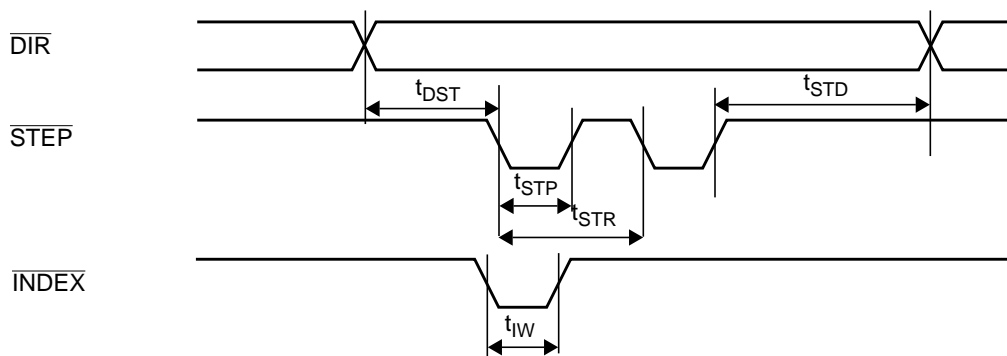 DIR
tDST
tSTD
STEP
tSTP
tSTR
INDEX
tIW